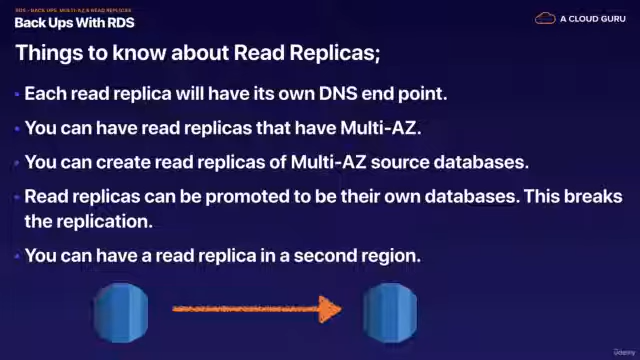 RDS - BACK UPS, MULTI-AZ & READ REPLICAS
Back Ups With RDS
A CLOUD GURU
Things to know about Read Replicas;
• Each read replica will have its own DNS end point.
• You can have read replicas that have Multi-AZ.
• You can create read replicas of Multi-AZ source databases.
• Read replicas can be promoted to be their own databases. This breaks
the replication.
• You can have a read replica in a second region.
Udemy